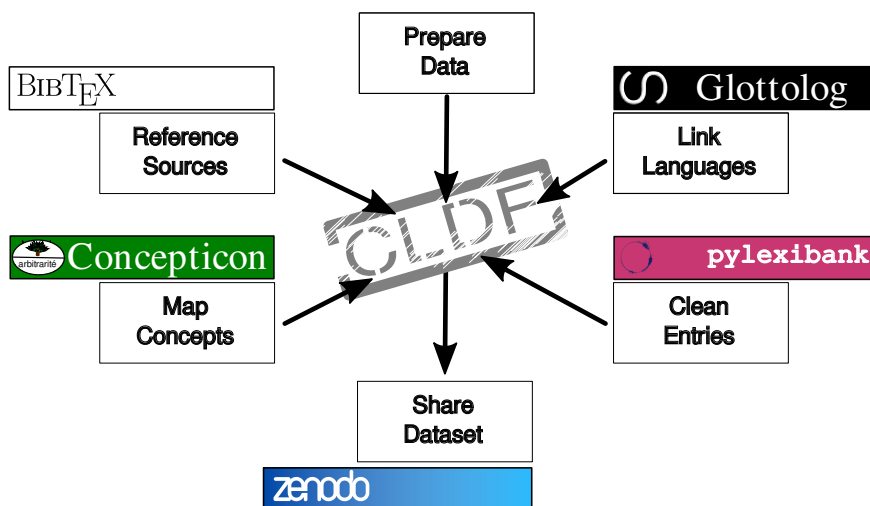 Prepare
Data
BIBTEX
Glottolog
Reference
Sources
Link
Languages
CLDF
arbitrarité
Concepticon
pylexibank
Map
Concepts
Clean
Entries
Share
Dataset
zenodo